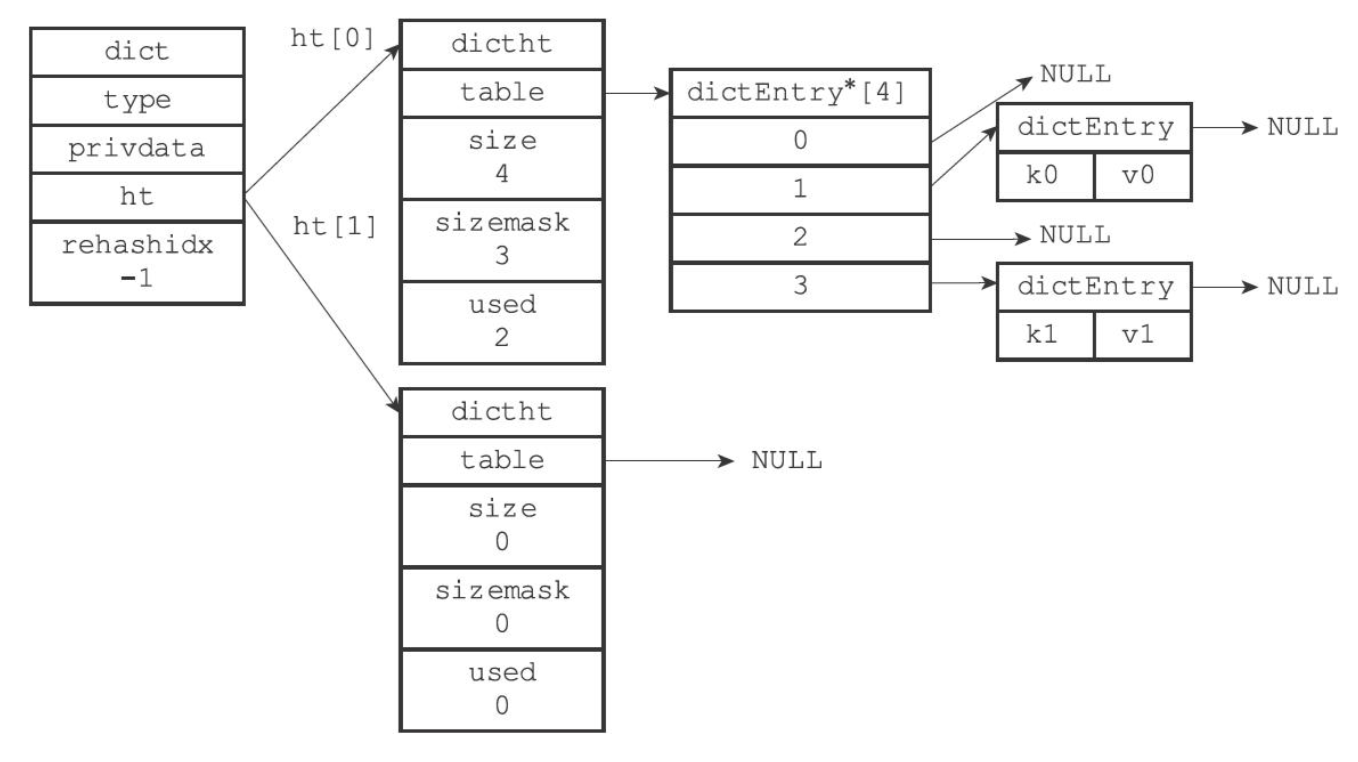 dict
type
privdata
ht
rehashidx
-1
ht[0]
ht[1]
dictht
table
size
4
sizemask
3
used
2
dictht
table
size
0
sizemask
0
used
0
NULL
dictEntry*[4]
0
1
2
3
NULL
dictEntry
k0 v0
NULL
NULL
dictEntry
k1 v1
NULL